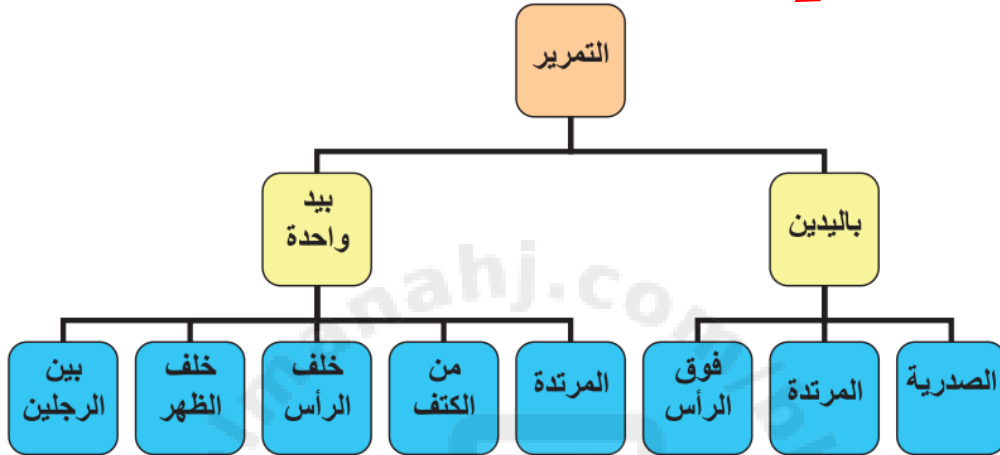 التمرير
باليدين
بيد
واحدة
الصدرية
المرتدة
فوق
الرأس
المرتدة
من
الكتف
خلف
الرأس
خلف
الظهر
بين
الرجلين